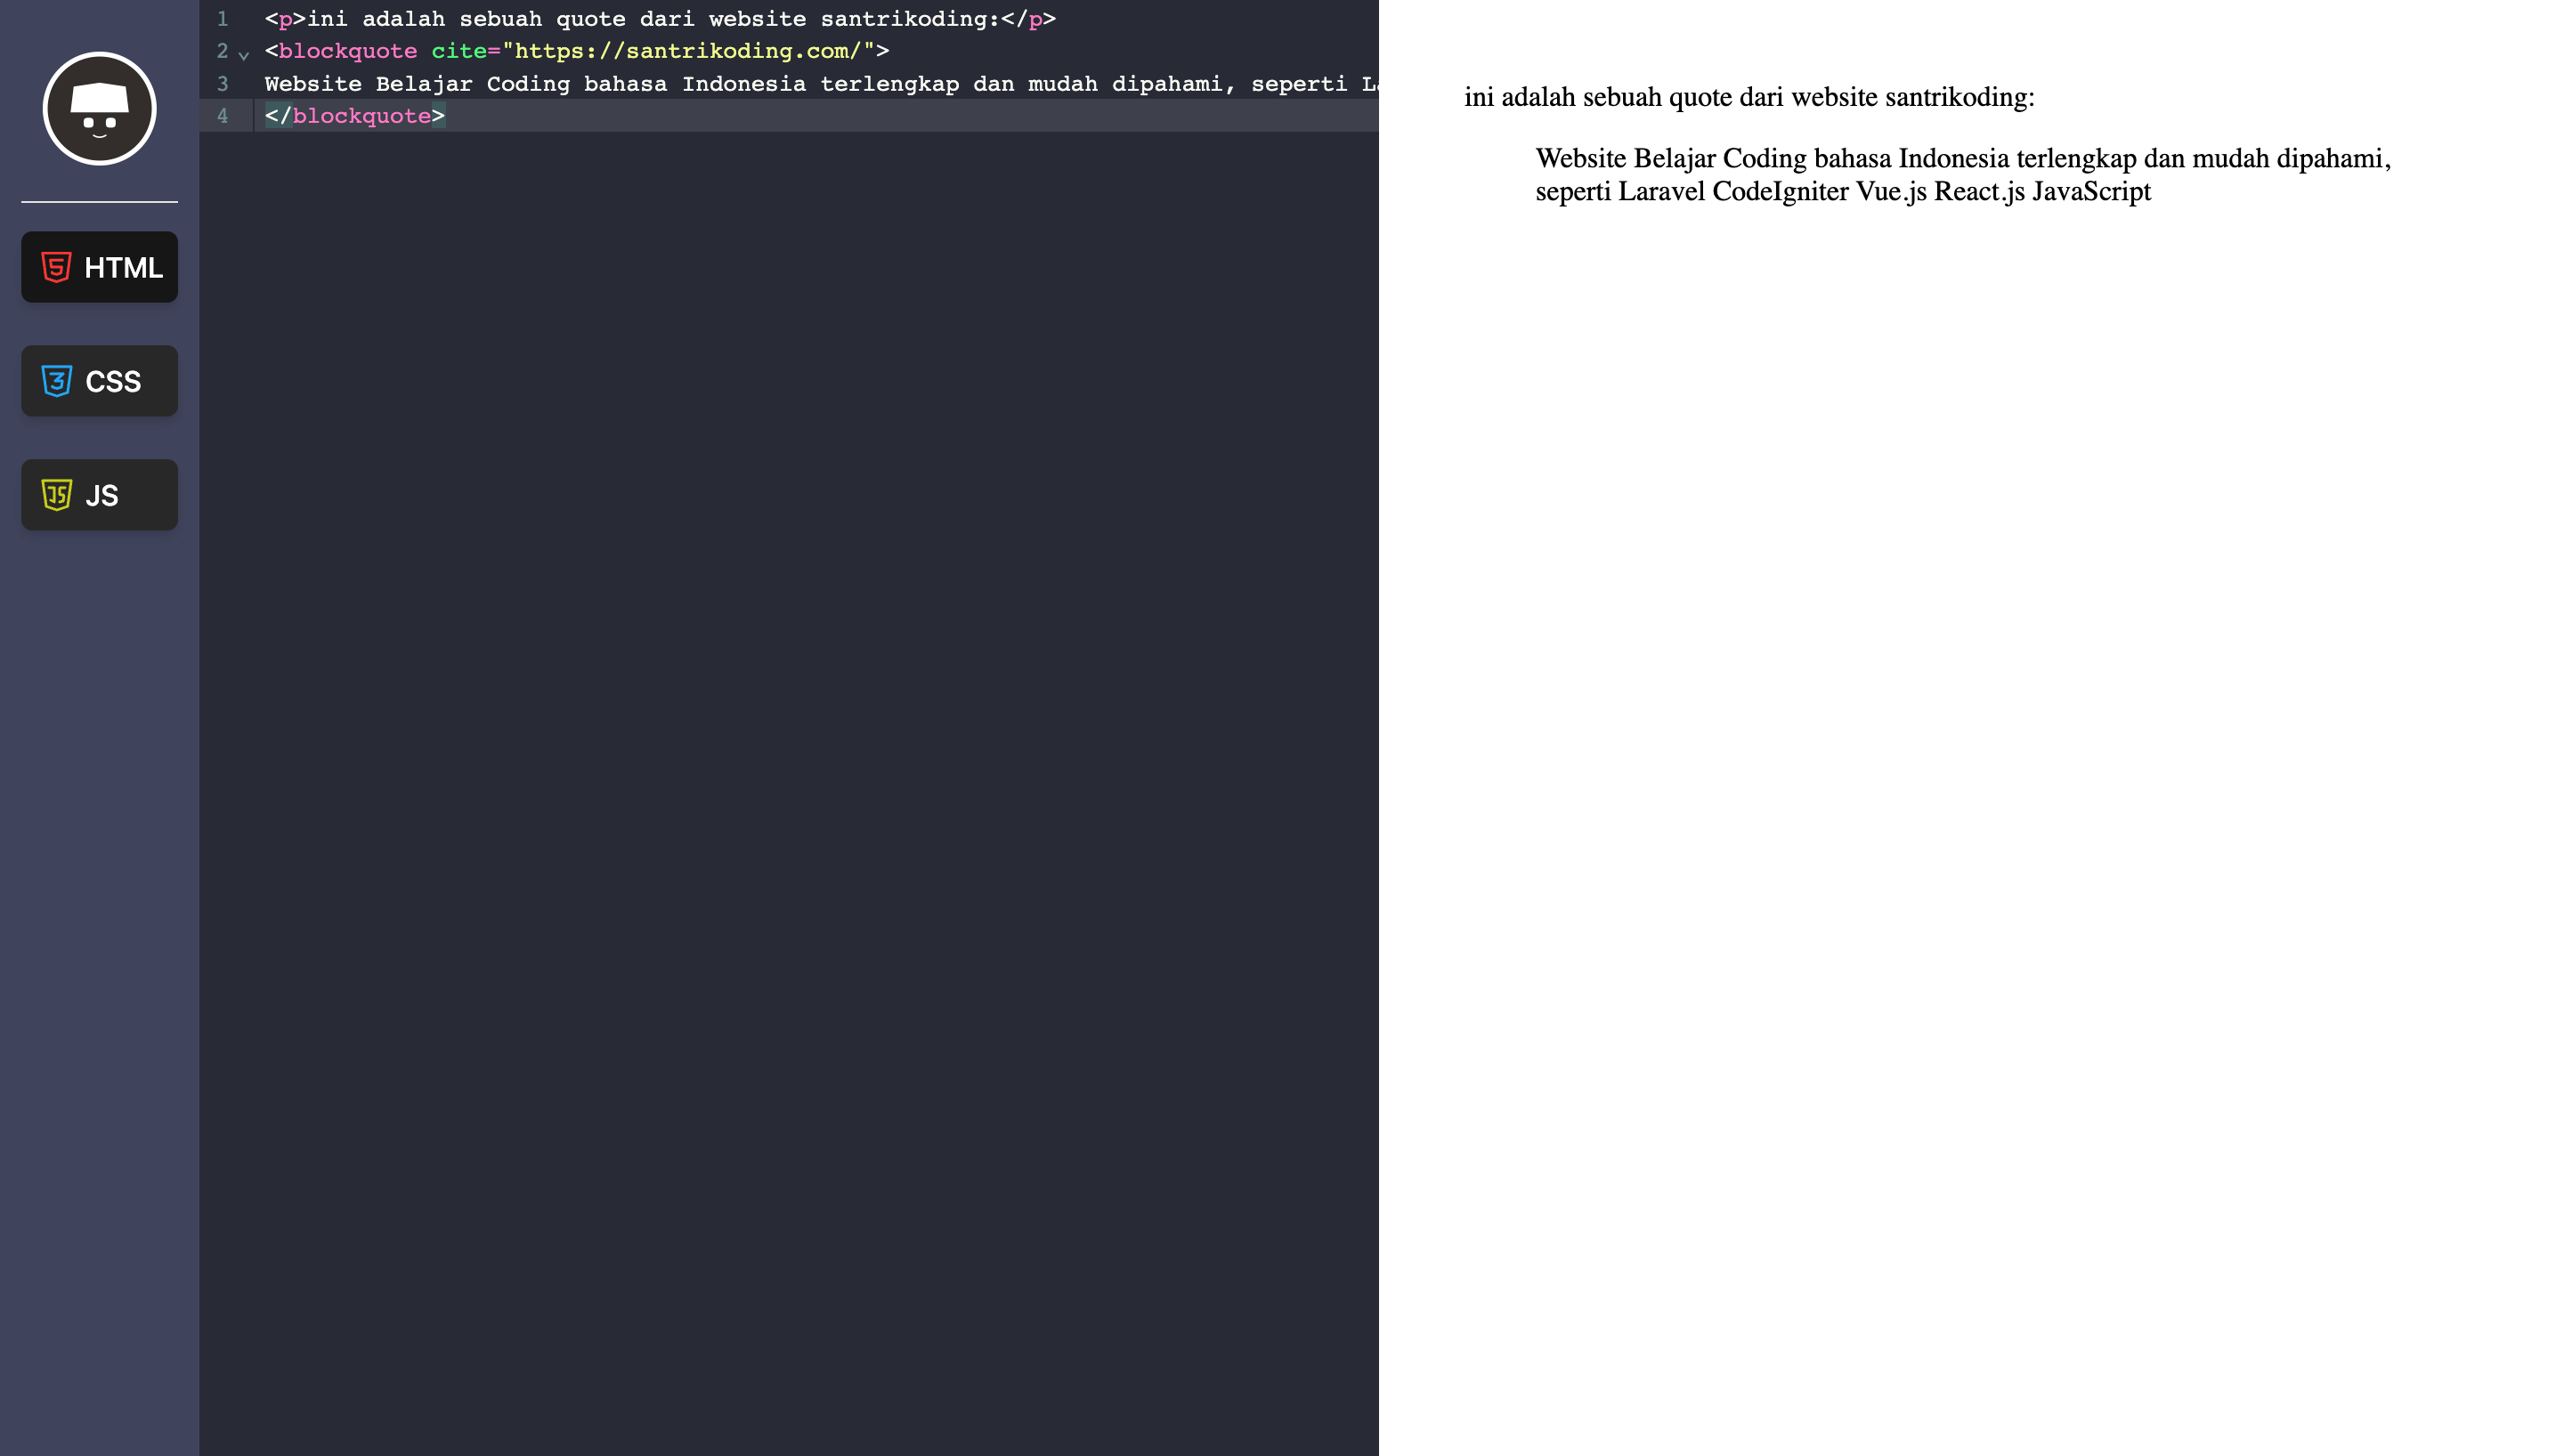 HTML
CSS
JS
1 <p>ini adalah sebuah quote dari website santrikoding:</p>
2 <blockquote cite="https://santrikoding.com/">
3 Website Belajar Coding bahasa Indonesia terlengkap dan mudah dipahami, seperti L
4 </blockquote>
ini adalah sebuah quote dari website santrikoding:
Website Belajar Coding bahasa Indonesia terlengkap dan mudah dipahami,
seperti Laravel CodeIgniter Vue.js React.js JavaScript